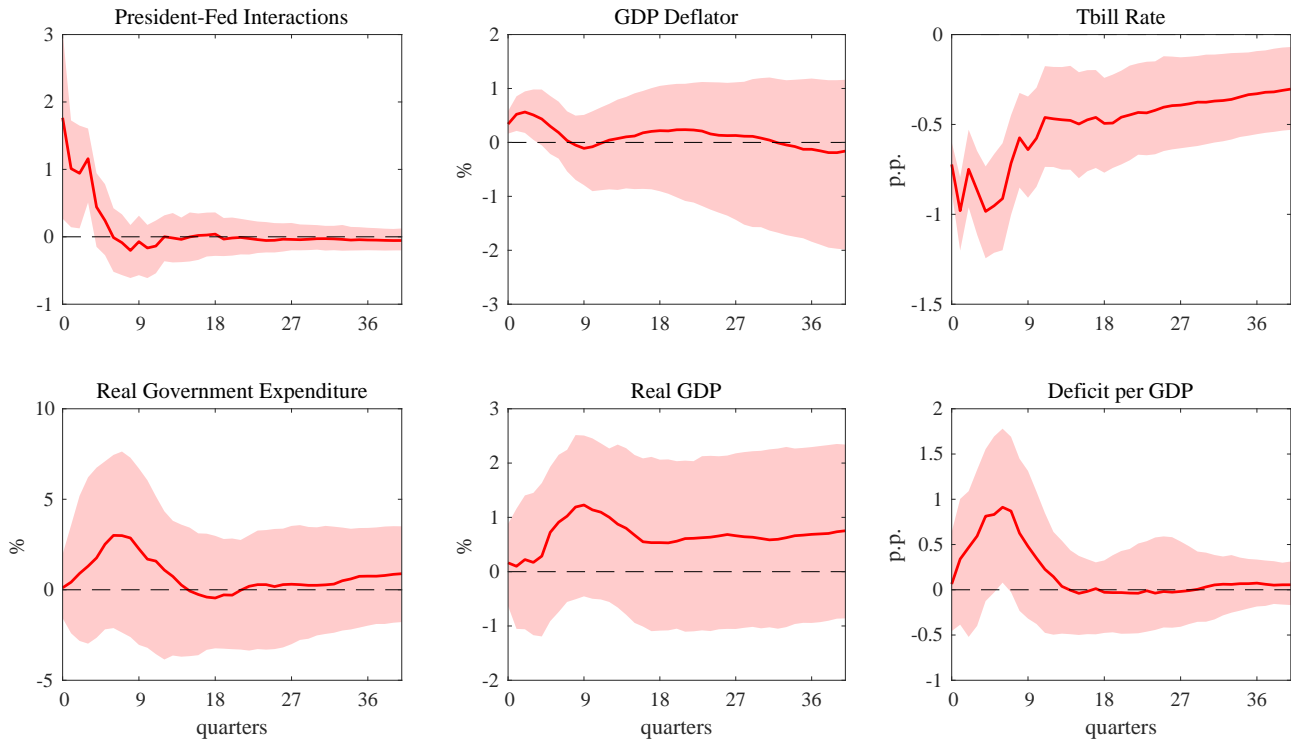 President-Fed Interactions
3
2
1
0
-1
0 9 18 27 36
GDP Deflator
%
3
2
1
0
-1
-2
-3
0 9 18 27 36
Tbill Rate
p.p.
0
-0.5
-1
-1.5
0 9 18 27 36
Real Government Expenditure
%
10
5
0
-5
0 9 18 27 36
quarters
Real GDP
%
3
2
1
0
-1
-2
0 9 18 27 36
quarters
Deficit per GDP
p.p.
2
1.5
1
0.5
0
-0.5
-1
0 9 18 27 36
quarters